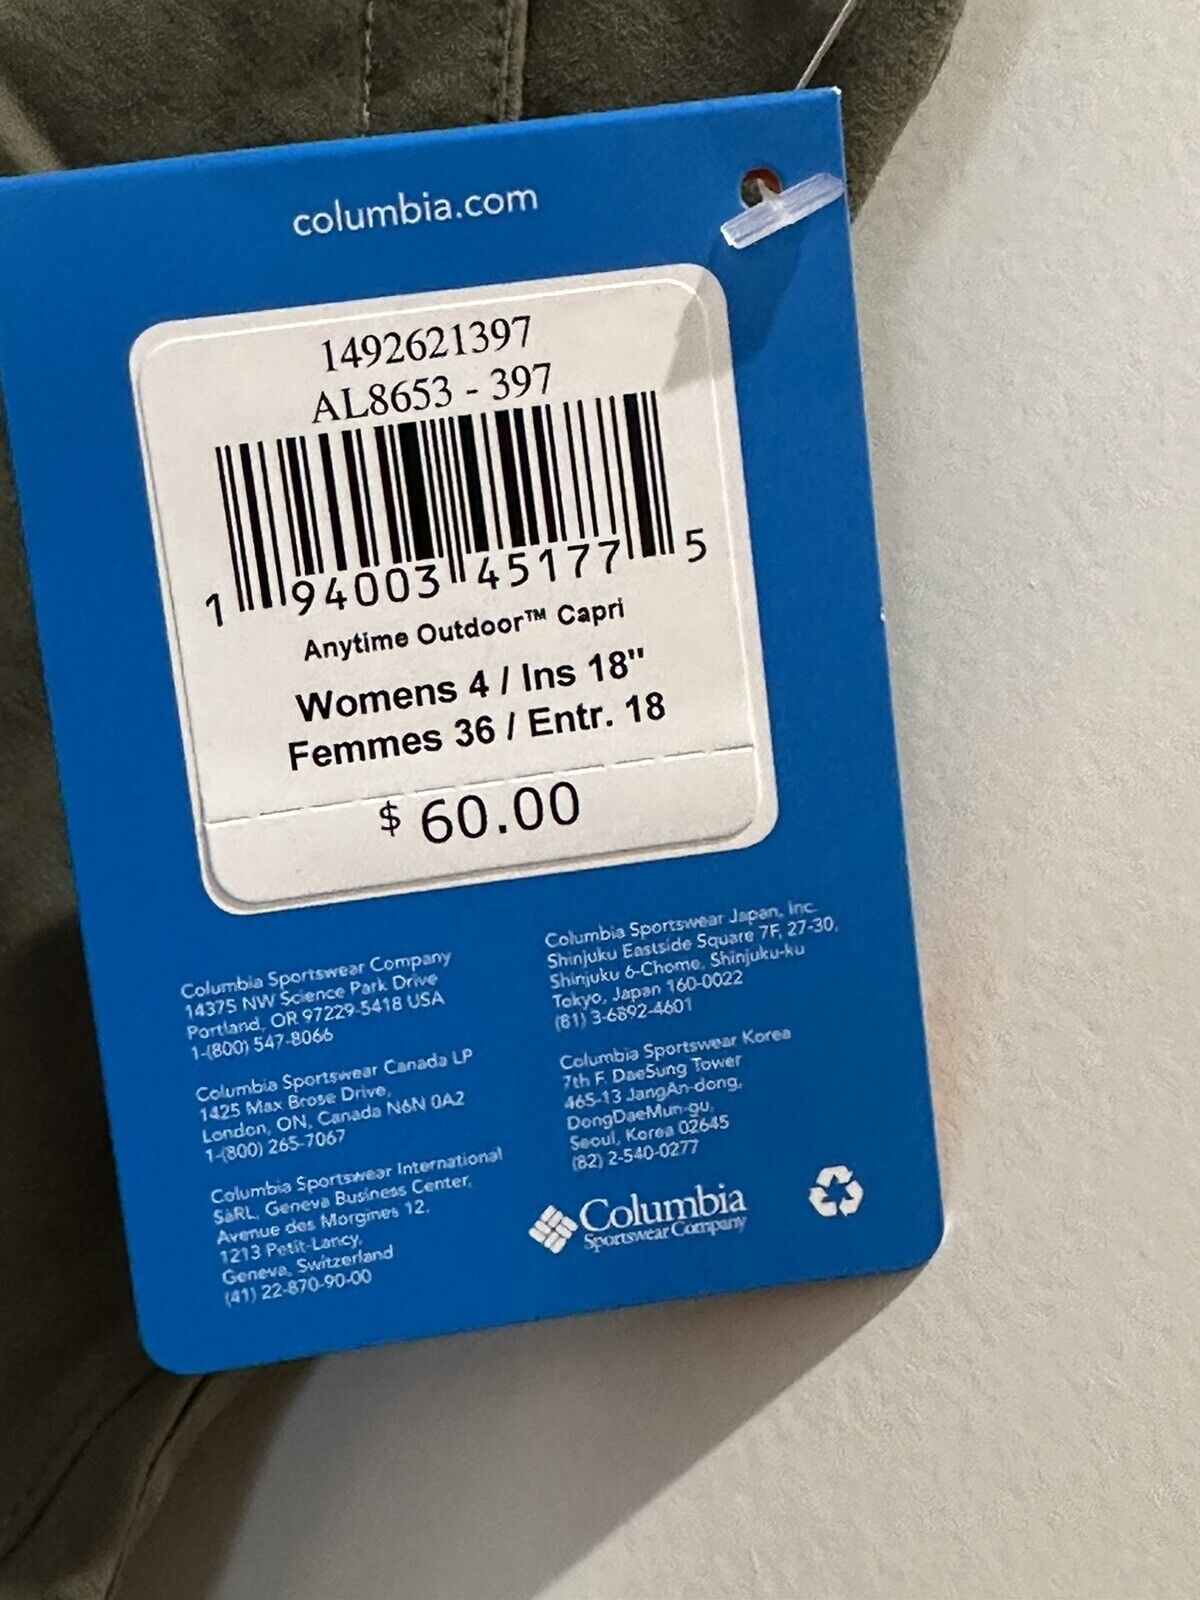 columbia.com
1492621397
AL8653 - 397
1 94003 45177 5
Anytime Outdoor™ Capri
Womens 4 / Ins 18"
Femmes 36 / Entr. 18
$ 60.00
Columbia Sportswear Company
14375 NW Science Park Drive
Portland, OR 97229-5418 USA
1-(800) 547-8066
Columbia Sportswear Canada LP
1425 Max Brose Drive,
London, ON, Canada N6N 0A2
1-(800) 265-7067
Columbia Sportswear International
SàRL, Geneva Business Center,
Avenue des Morgines 12,
1213 Petit-Lancy,
Geneva, Switzerland
(41) 22-870-90-00
Columbia Sportswear Japan, Inc.
Shinjuku Eastside Square 7F, 27-30,
Shinjuku 6-Chome, Shinjuku-ku
Tokyo, Japan 160-0022
(81) 3-6892-4601
Columbia Sportswear Korea
7th F. DaeSung Tower
465-13 JangAn-dong,
DongDaeMun-gu,
Seoul, Korea 02645
(82) 2-540-0277
Columbia
Sportswear Company